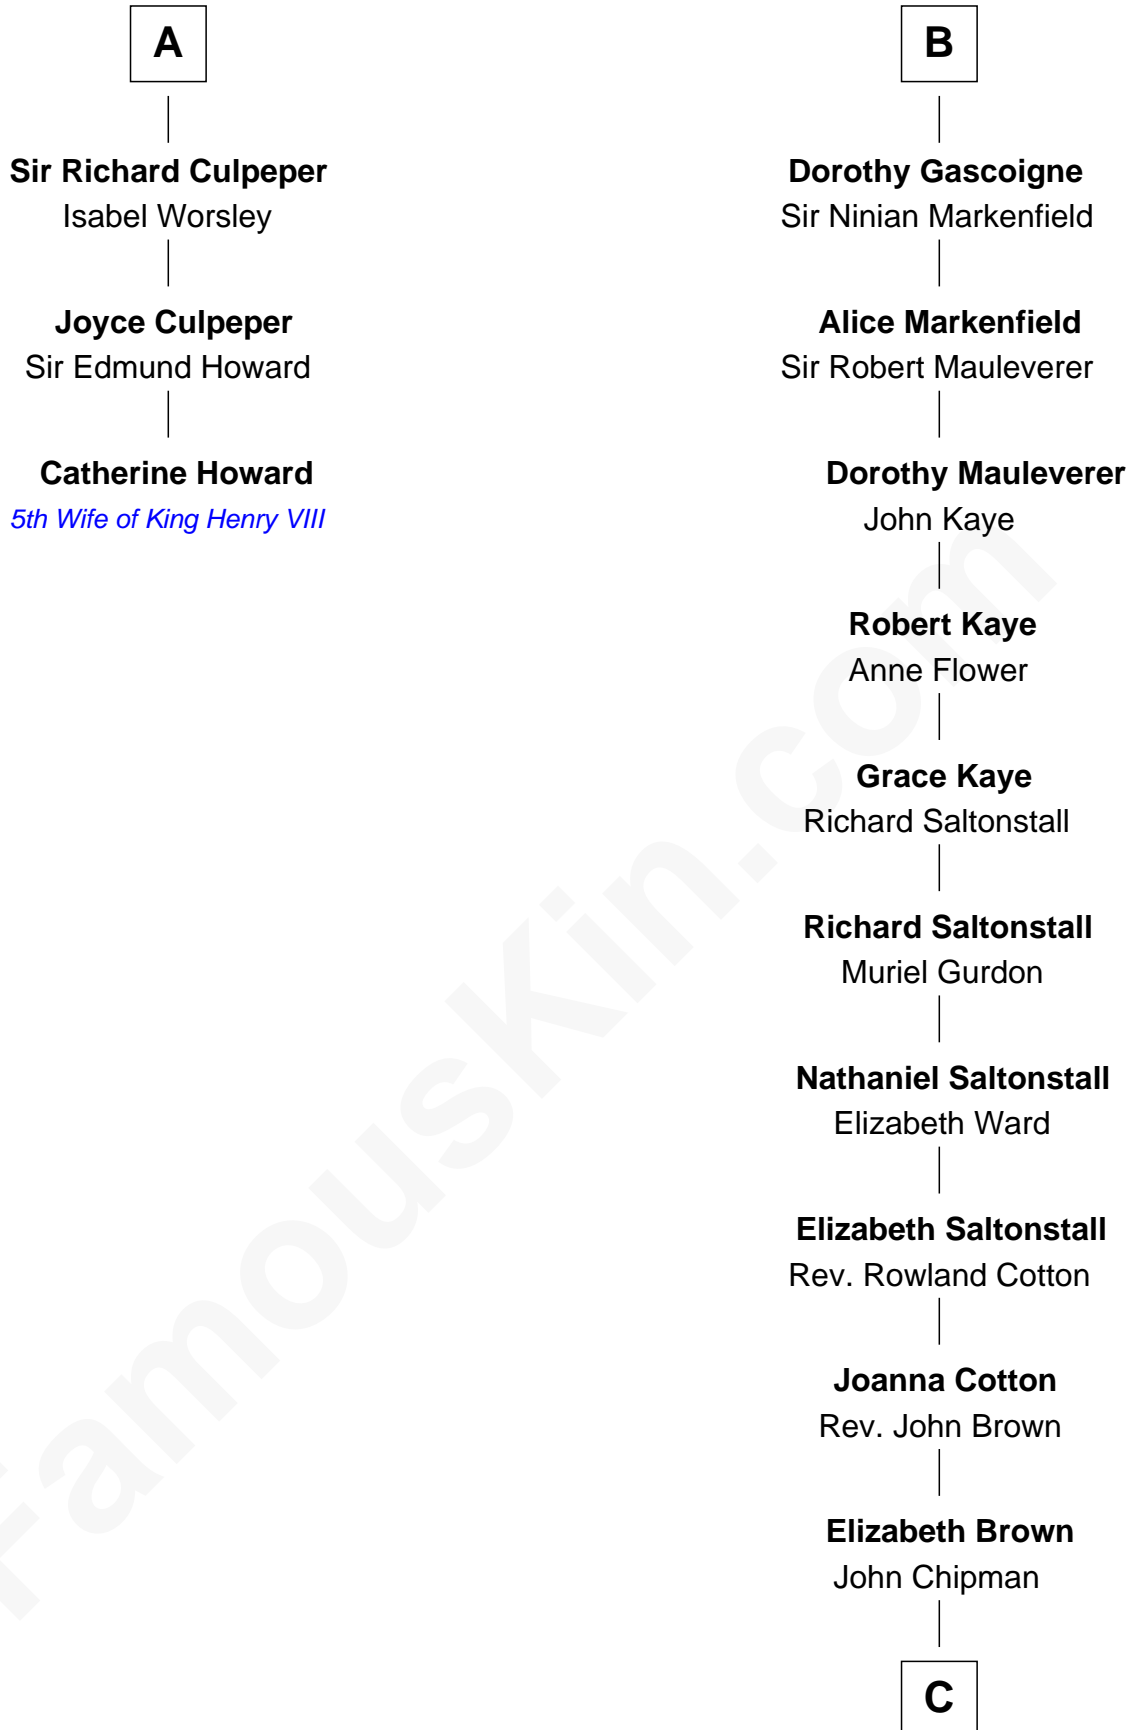 A
Sir Richard Culpeper
Isabel Worsley
Joyce Culpeper
Sir Edmund Howard
Catherine Howard
5th Wife of King Henry VIII
B
Dorothy Gascoigne
Sir Ninian Markenfield
Alice Markenfield
Sir Robert Mauleverer
Dorothy Mauleverer
John Kaye
Robert Kaye
Anne Flower
Grace Kaye
Richard Saltonstall
Richard Saltonstall
Muriel Gurdon
Nathaniel Saltonstall
Elizabeth Ward
Elizabeth Saltonstall
Rev. Rowland Cotton
Joanna Cotton
Rev. John Brown
Elizabeth Brown
John Chipman
C
FamousKin.com